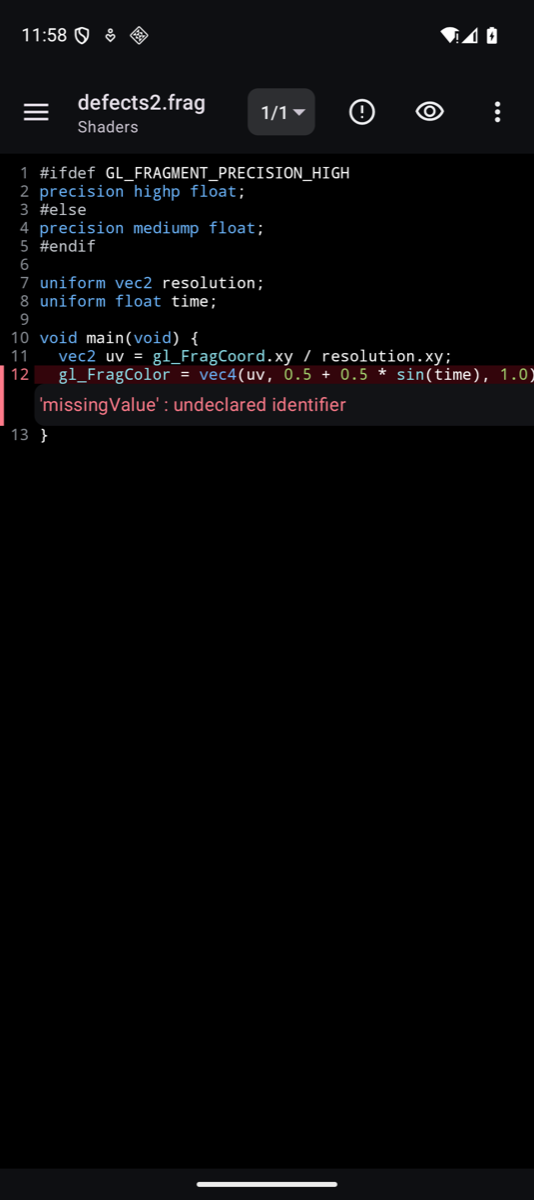 11:58
defects2.frag
Shaders
1/1
1 #ifdef GL_FRAGMENT_PRECISION_HIGH
2 precision highp float;
3 #else
4 precision mediump float;
5 #endif
6
7 uniform vec2 resolution;
8 uniform float time;
9
10 void main(void) {
11 vec2 uv = gl_FragCoord.xy / resolution.xy;
12 gl_FragColor = vec4(uv, 0.5 + 0.5 * sin(time), 1.0)
'missingValue' : undeclared identifier
13 }